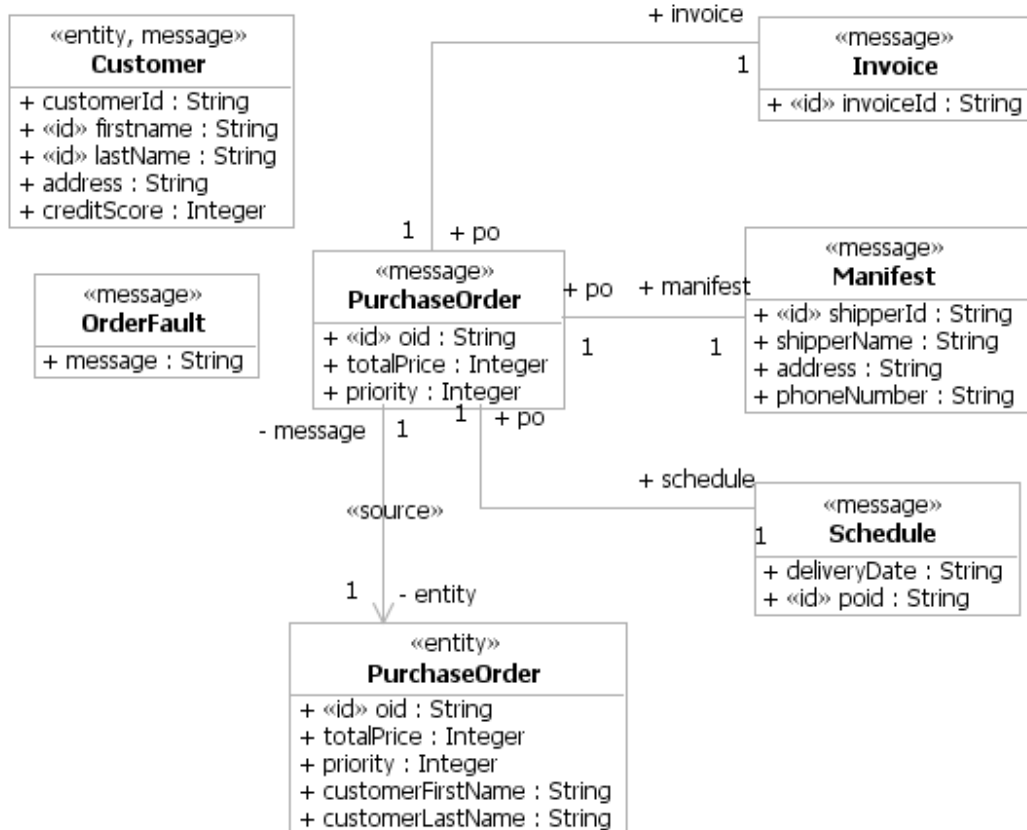 «entity, message»
Customer
+ customerId : String
+ «id» firstname : String
+ «id» lastName : String
+ address : String
+ creditScore : Integer
+ invoice
1
«message»
Invoice
+ «id» invoiceId : String
1
+ po
«message»
OrderFault
+ message : String
«message»
PurchaseOrder
+ «id» oid : String
+ totalPrice : Integer
+ priority : Integer
+ po
+ manifest
1
1
«message»
Manifest
+ «id» shipperId : String
+ shipperName : String
+ address : String
+ phoneNumber : String
- message
1
1
+ po
«source»
+ schedule
1
«message»
Schedule
+ deliveryDate : String
+ «id» poid : String
1
- entity
«entity»
PurchaseOrder
+ «id» oid : String
+ totalPrice : Integer
+ priority : Integer
+ customerFirstName : String
+ customerLastName : String